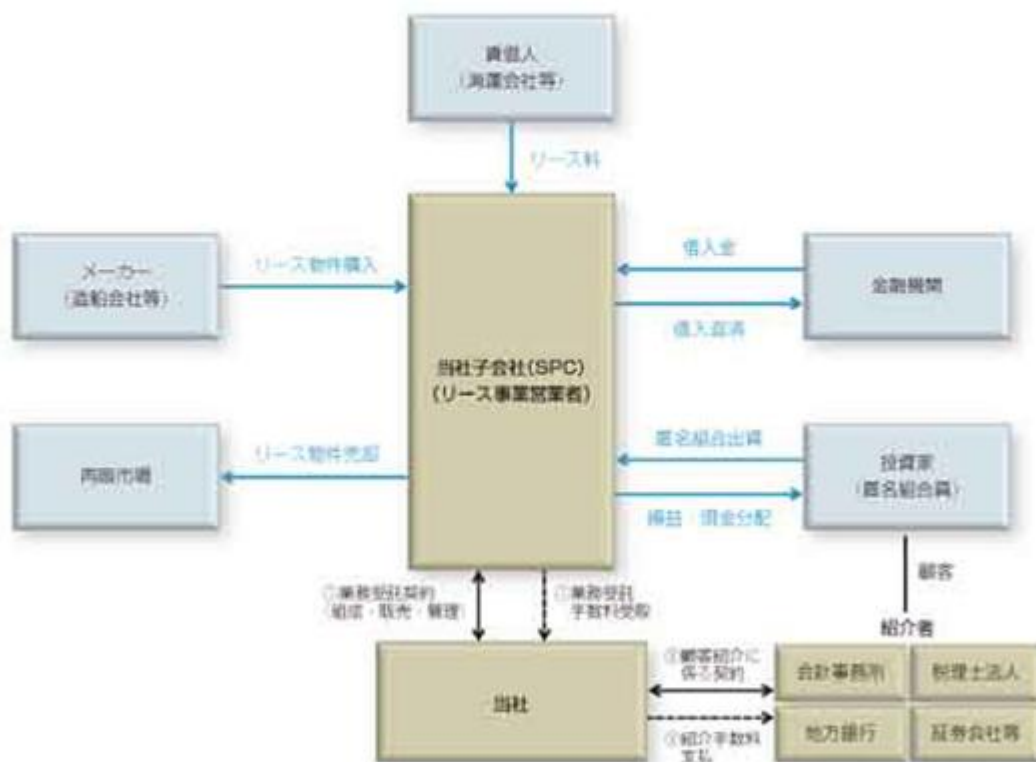 賃借人
(海運会社等)
リース料
メーカー
(造船会社等)
リース物件購入
借入金
金融機関
借入返済
当社子会社(SPC)
(リース事業営業者)
匿名組合出資
投資家
(匿名組合員)
リース物件売却
再販市場
損益・現金分配
顧客
①業務受託契約
(組成・販売・管理)
業務受託
手数料受取
紹介者
顧客紹介に
係る契約
会計事務所
税理士法人
当社
地方銀行
証券会社等
紹介手数料
支払